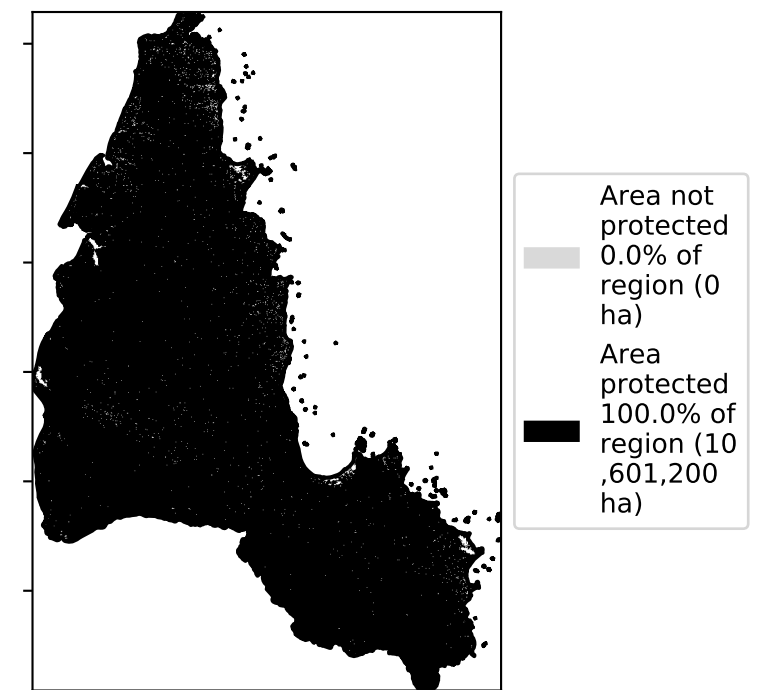 Area not
protected
0.0% of
region (0
ha)
Area
protected
100.0% of
region (10
,601,200
ha)